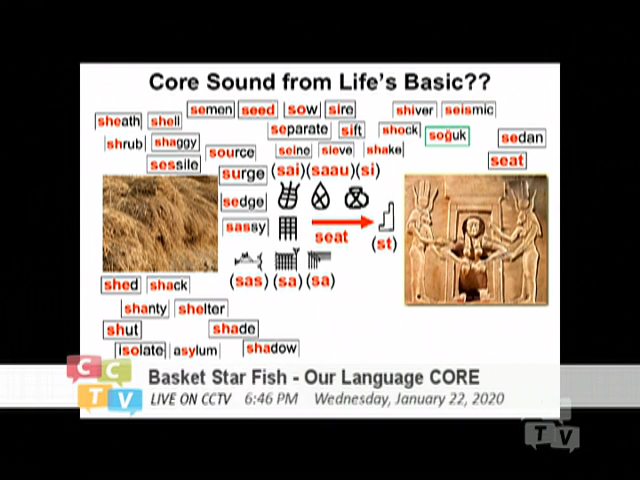 Core Sound from Life's Basic??
semen seed sow sire shiver seismic
sheath shell separate sift shock soğuk sedan
shrub shaggy source seine sieve shake seat
sessile surge (sai)(saau)(si)
sedge
sassy seat (st)
(sas) (sa) (sa)
shed shack
shanty shelter
shut shade
isolate asylum shadow
CCTV
Basket Star Fish - Our Language CORE
LIVE ON CCTV 6:46 PM Wednesday, January 22, 2020
TV